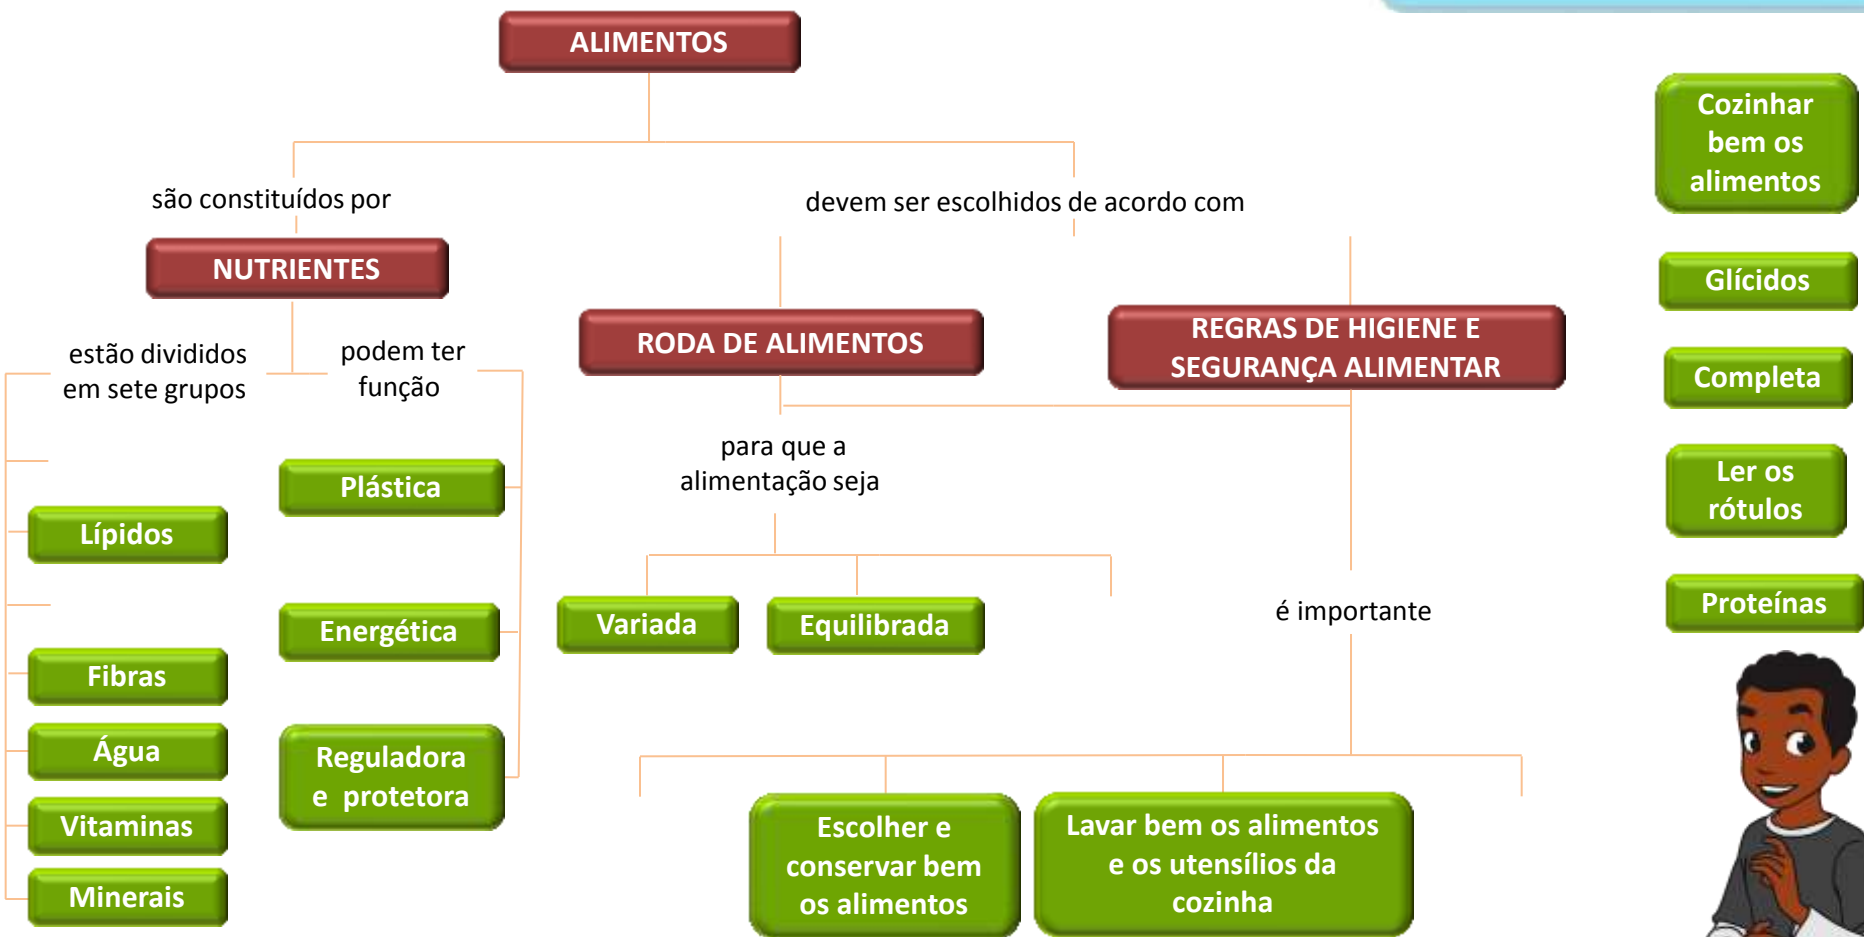 ALIMENTOS
são constituídos por
devem ser escolhidos de acordo com
NUTRIENTES
RODA DE ALIMENTOS
REGRAS DE HIGIENE E
SEGURANÇA ALIMENTAR
estão divididos
em sete grupos
podem ter
função
Lípidos
Fibras
Água
Vitaminas
Minerais
Plástica
Energética
Reguladora
e protetora
para que a
alimentação seja
Variada
Equilibrada
é importante
Escolher e
conservar bem
os alimentos
Lavar bem os alimentos
e os utensílios da
cozinha
Cozinhar
bem os
alimentos
Glícidos
Completa
Ler os
rótulos
Proteínas